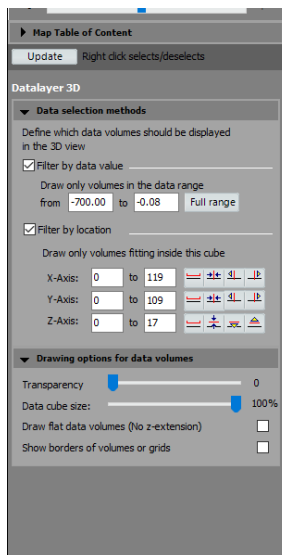 Map Table of Content
Update Right click selects/deselects
Datalayer 3D
Data selection methods
Define which data volumes should be displayed
in the 3D view
Filter by data value
Draw only volumes in the data range
from -700.00 to -0.08 Full range
Filter by location
Draw only volumes fitting inside this cube
X-Axis: 0 to 119
Y-Axis: 0 to 109
Z-Axis: 0 to 17
Drawing options for data volumes
Transparency 0
Data cube size: 100%
Draw flat data volumes (No z-extension)
Show borders of volumes or grids